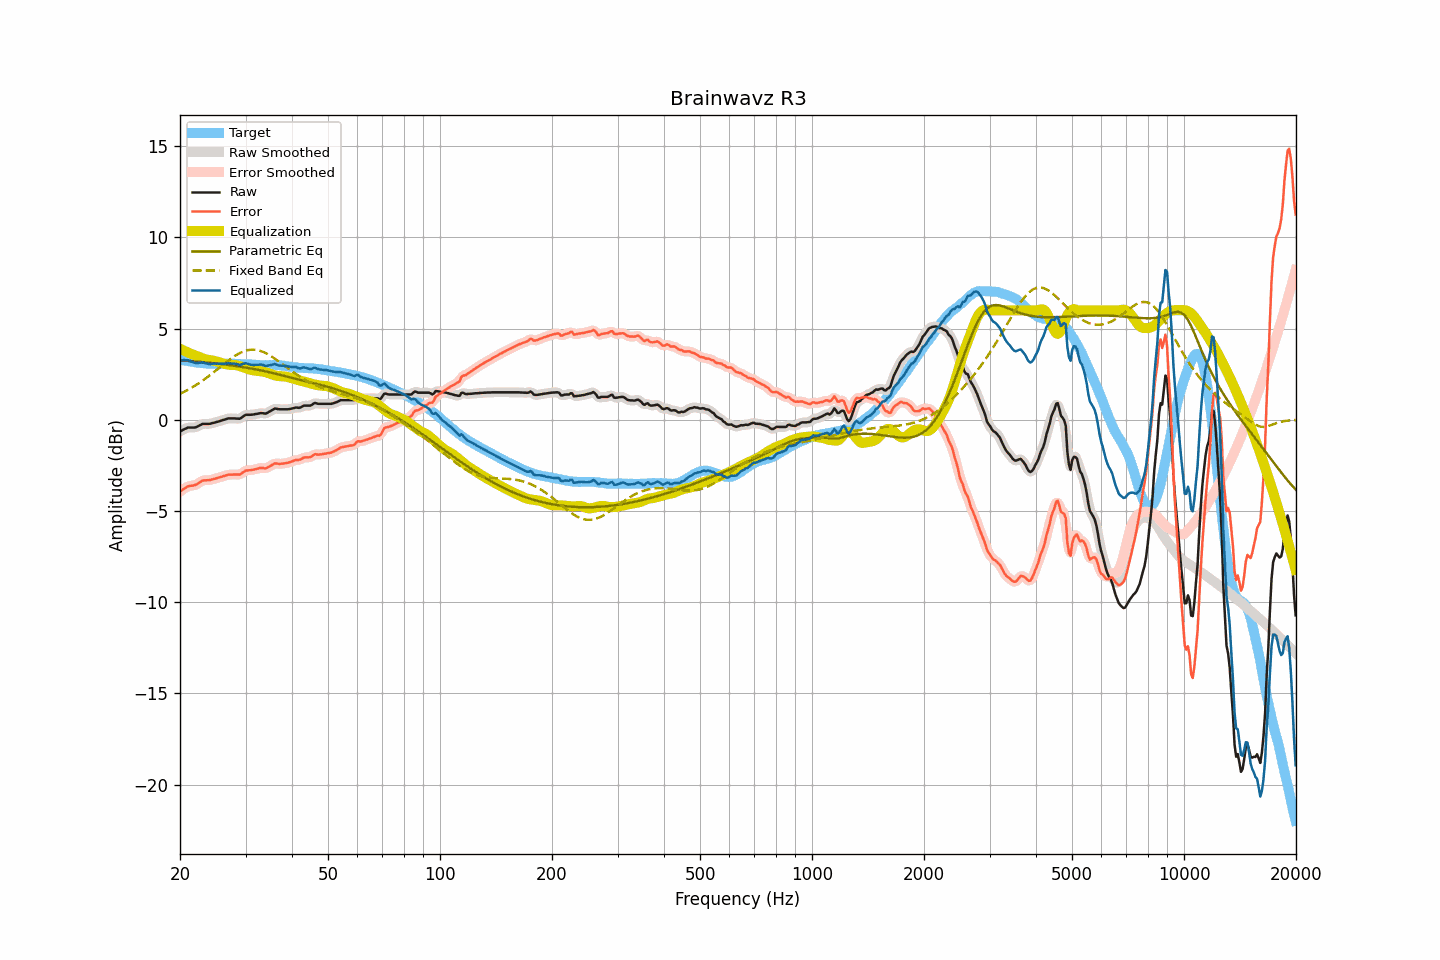 Brainwavz R3
Target
Raw Smoothed
Error Smoothed
Raw
Error
Equalization
Parametric Eq
Fixed Band Eq
Equalized
15
10
5
0
−5
−10
−15
−20
Amplitude (dBr)
20
50
100
200
500
1000
2000
5000
10000
20000
Frequency (Hz)